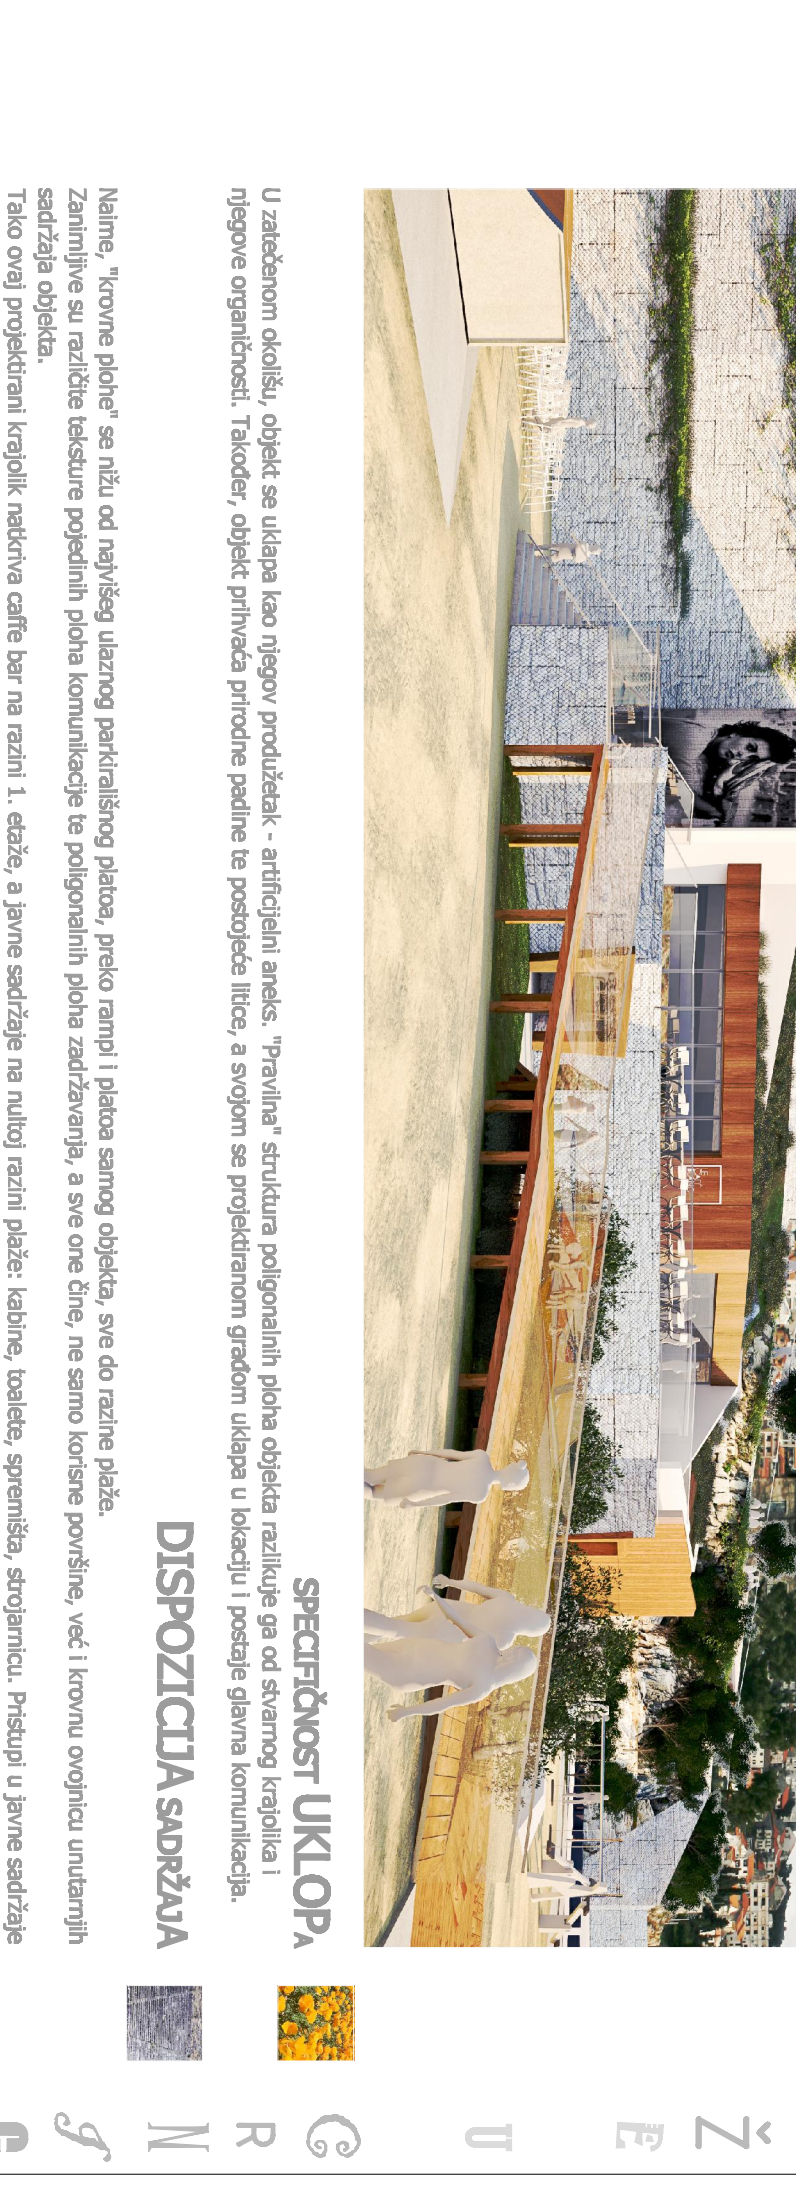 SPECIFIČNOST UKLOPA
U zatečenom okolišu, objekt se uklapa kao njegov produžetak - artificijelni aneks. "Pravilna" struktura poligonalnih ploha objekta razlikuje ga od stvarnog krajolika i
njegove organičnosti. Također, objekt prihvaća prirodne padine te postojeće litice, a svojom se projektiranom građom uklapa u lokaciju i postaje glavna komunikacija.
DISPOZICIJA SADRŽAJA
Naime, "krovne plohe" se nižu od najvišeg ulaznog parkirališnog platoa, preko rampi i platoa samog objekta, sve do razine plaže.
Zanimljive su različite teksture pojedinih ploha komunikacije te poligonalnih ploha zadržavanja, a sve one čine, ne samo korisne površine, već i krovnu ovojnicu unutarnjih
sadržaja objekta.
Tako ovaj projektirani krajolik natkriva caffe bar na razini 1. etaže, a javne sadržaje na nultoj razini plaže: kabine, toalete, spremišta, strojarnicu. Pristupi u javne sadržaje
Ž
E
U
C
R
N
J